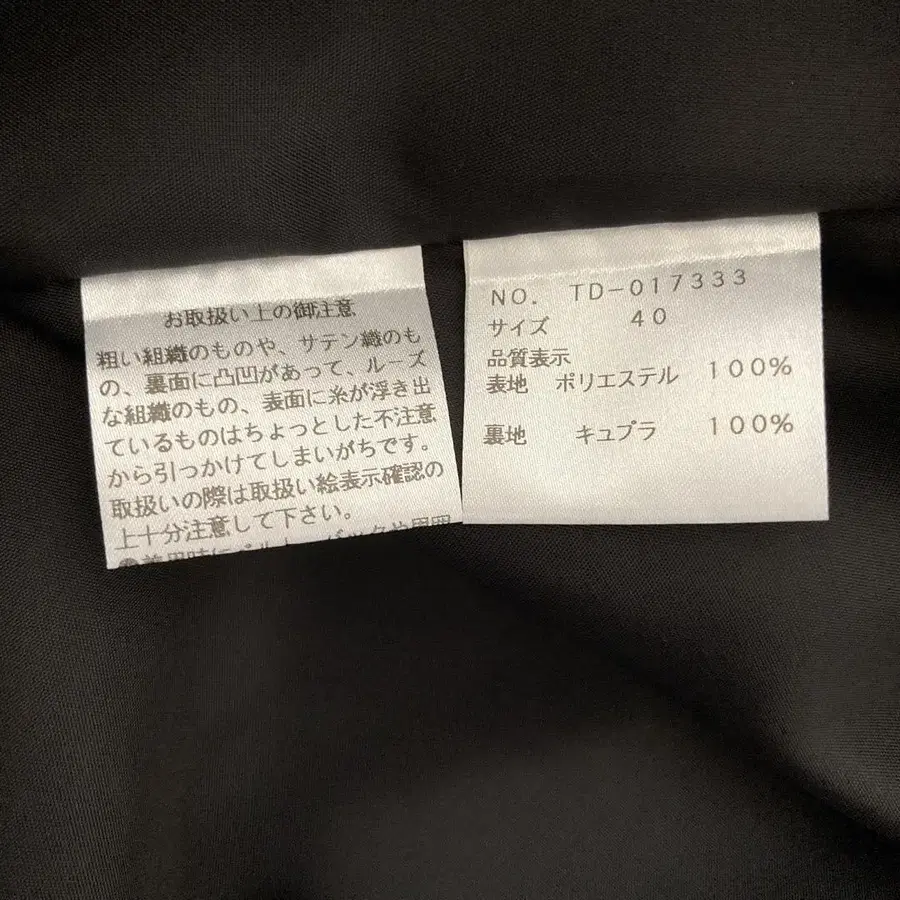 お取扱い上の御注意
粗い組織のものや、サテン織のも
の、裏面に凸凹があって、ルーズ
な組織のもの、表面に糸が浮き出
ているものはちょっとした不注意
から引っかけてしまいがちです。
取扱いの際は取扱い絵表示確認の
上十分注意して下さい。
NO. TD-017333
サイズ 40
品質表示
表地 ポリエステル 100%
裏地 キュプラ 100%